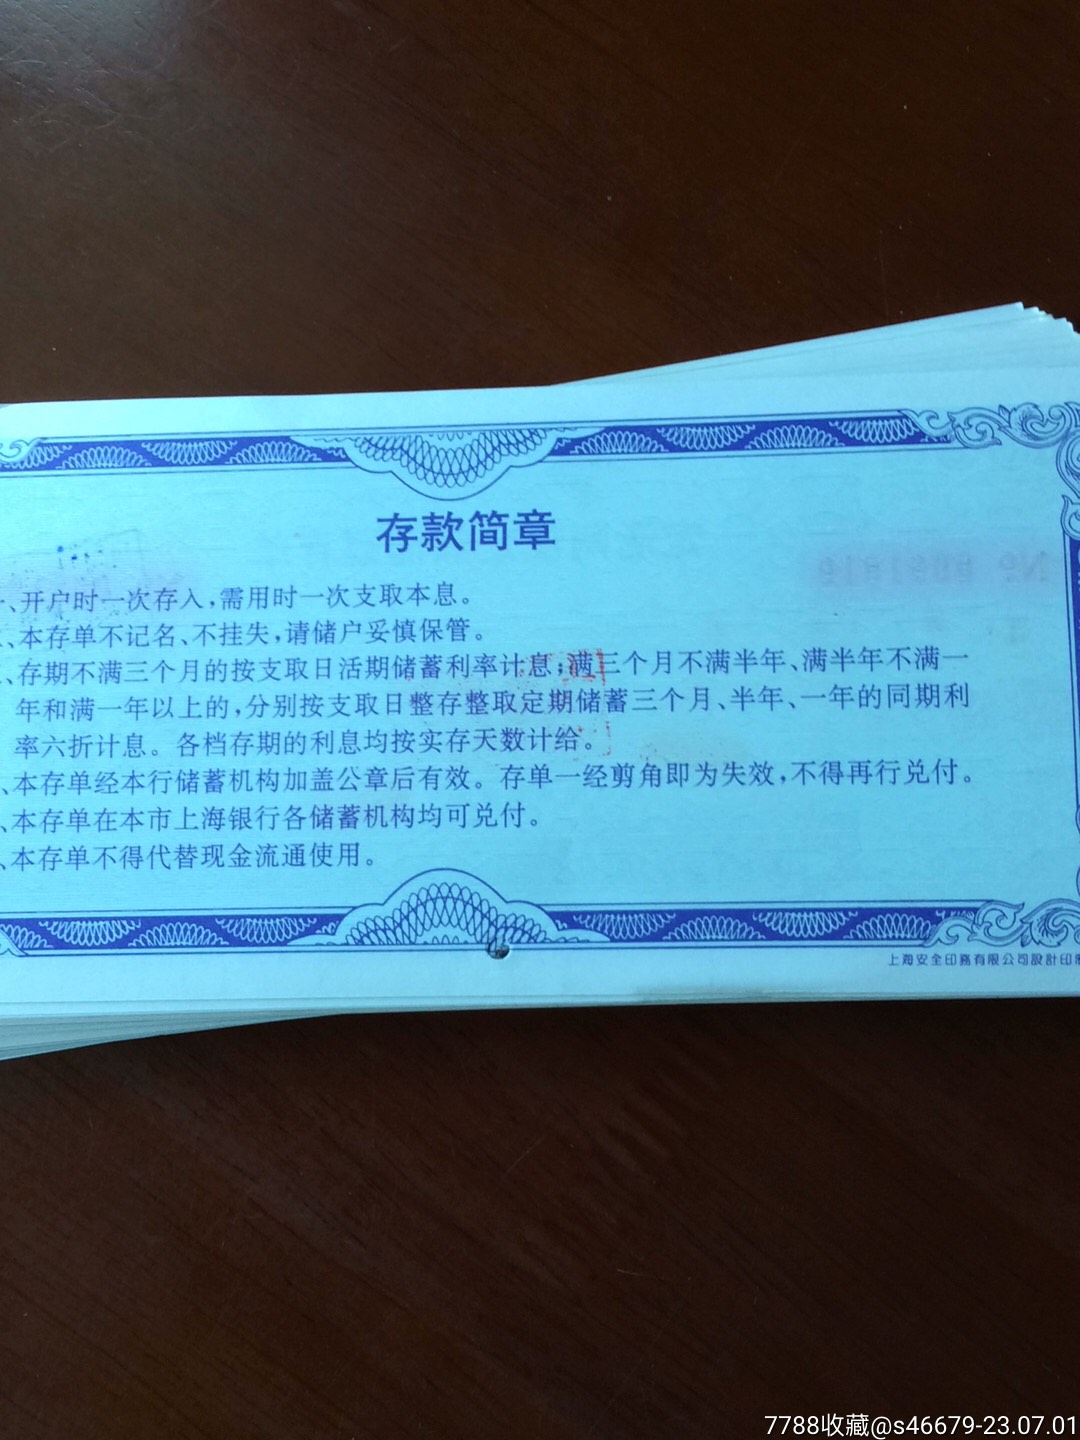 存款简章
一、开户时一次存入,需用时一次支取本息。
、本存单不记名、不挂失,请储户妥慎保管。
、存期不满三个月的按支取日活期储蓄利率计息;满三个月不满半年、满半年不满一
年和满一年以上的,分别按支取日整存整取定期储蓄三个月、半年、一年的同期利
率六折计息。各档存期的利息均按实存天数计给。
、本存单经本行储蓄机构加盖公章后有效。存单一经剪角即为失效,不得再行兑付。
、本存单在本市上海银行各储蓄机构均可兑付。
、本存单不得代替现金流通使用。
上海安全印務有限公司設計印
7788收藏@s46679-23.07.01